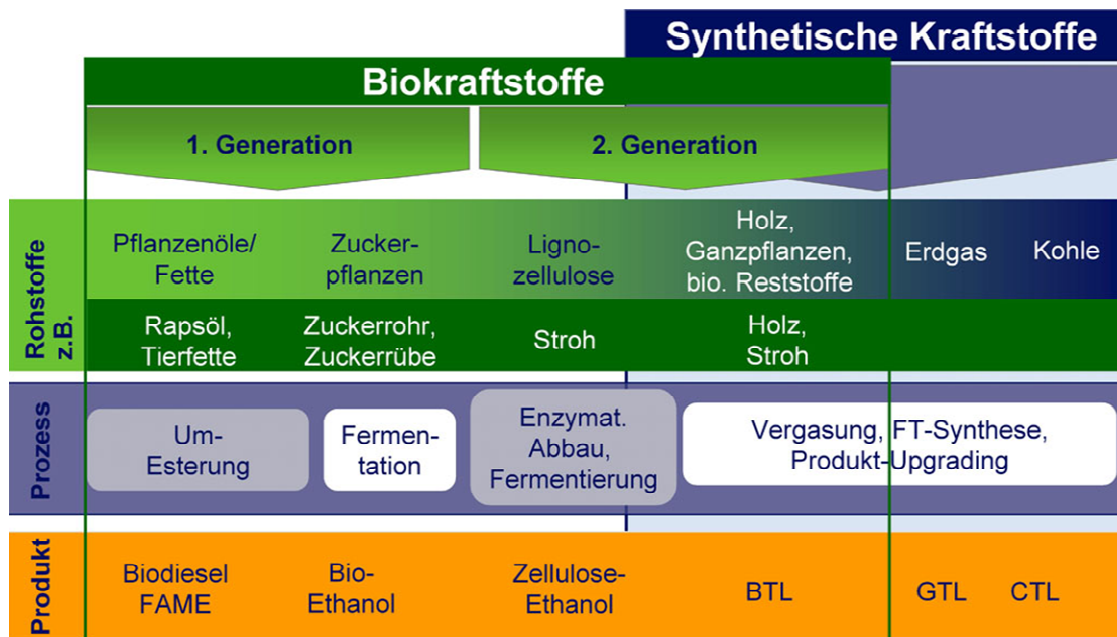 Synthetische Kraftstoffe
Biokraftstoffe
1. Generation
2. Generation
Rohstoffe
z.B.
Pflanzenöle/
Fette
Zucker-
pflanzen
Ligno-
zellulose
Holz,
Ganzpflanzen,
bio. Reststoffe
Erdgas
Kohle
Rapsöl,
Tierfette
Zuckerrohr,
Zuckerrübe
Stroh
Holz,
Stroh
Prozess
Um-
Esterung
Fermen-
tation
Enzymat.
Abbau,
Fermentierung
Vergasung, FT-Synthese,
Produkt-Upgrading
Produkt
Biodiesel
FAME
Bio-
Ethanol
Zellulose-
Ethanol
BTL
GTL
CTL